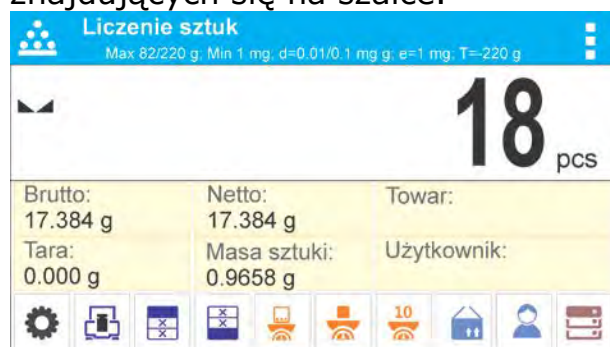 znajdujących się na szalce.
Liczenie sztuk
Max 82/220 g; Min 1 mg; d=0.01/0.1 mg g; e=1 mg; T=-220 g
18 pcs
Brutto: Netto: Towar:
17.384 g 17.384 g
Tara: Masa sztuki: Użytkownik:
0.000 g 0.9658 g
10